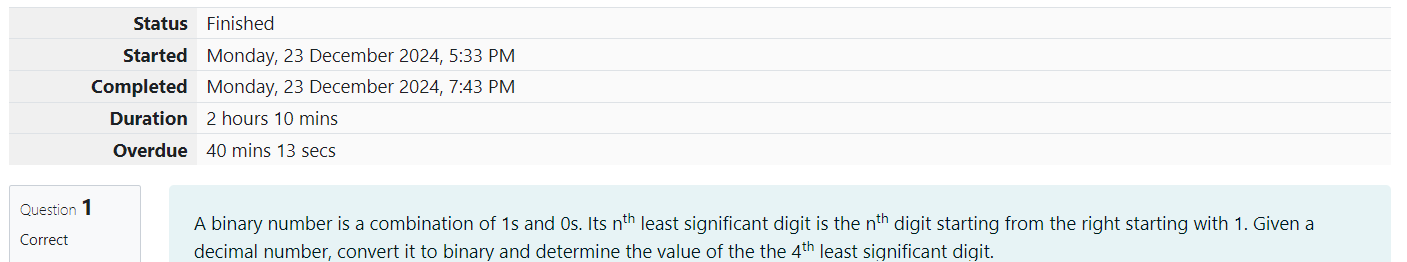 Status Finished
Started Monday, 23 December 2024, 5:33 PM
Completed Monday, 23 December 2024, 7:43 PM
Duration 2 hours 10 mins
Overdue 40 mins 13 secs
Question 1
Correct
A binary number is a combination of 1s and 0s. Its nth least significant digit is the nth digit starting from the right starting with 1. Given a
decimal number, convert it to binary and determine the value of the the 4th least significant digit.